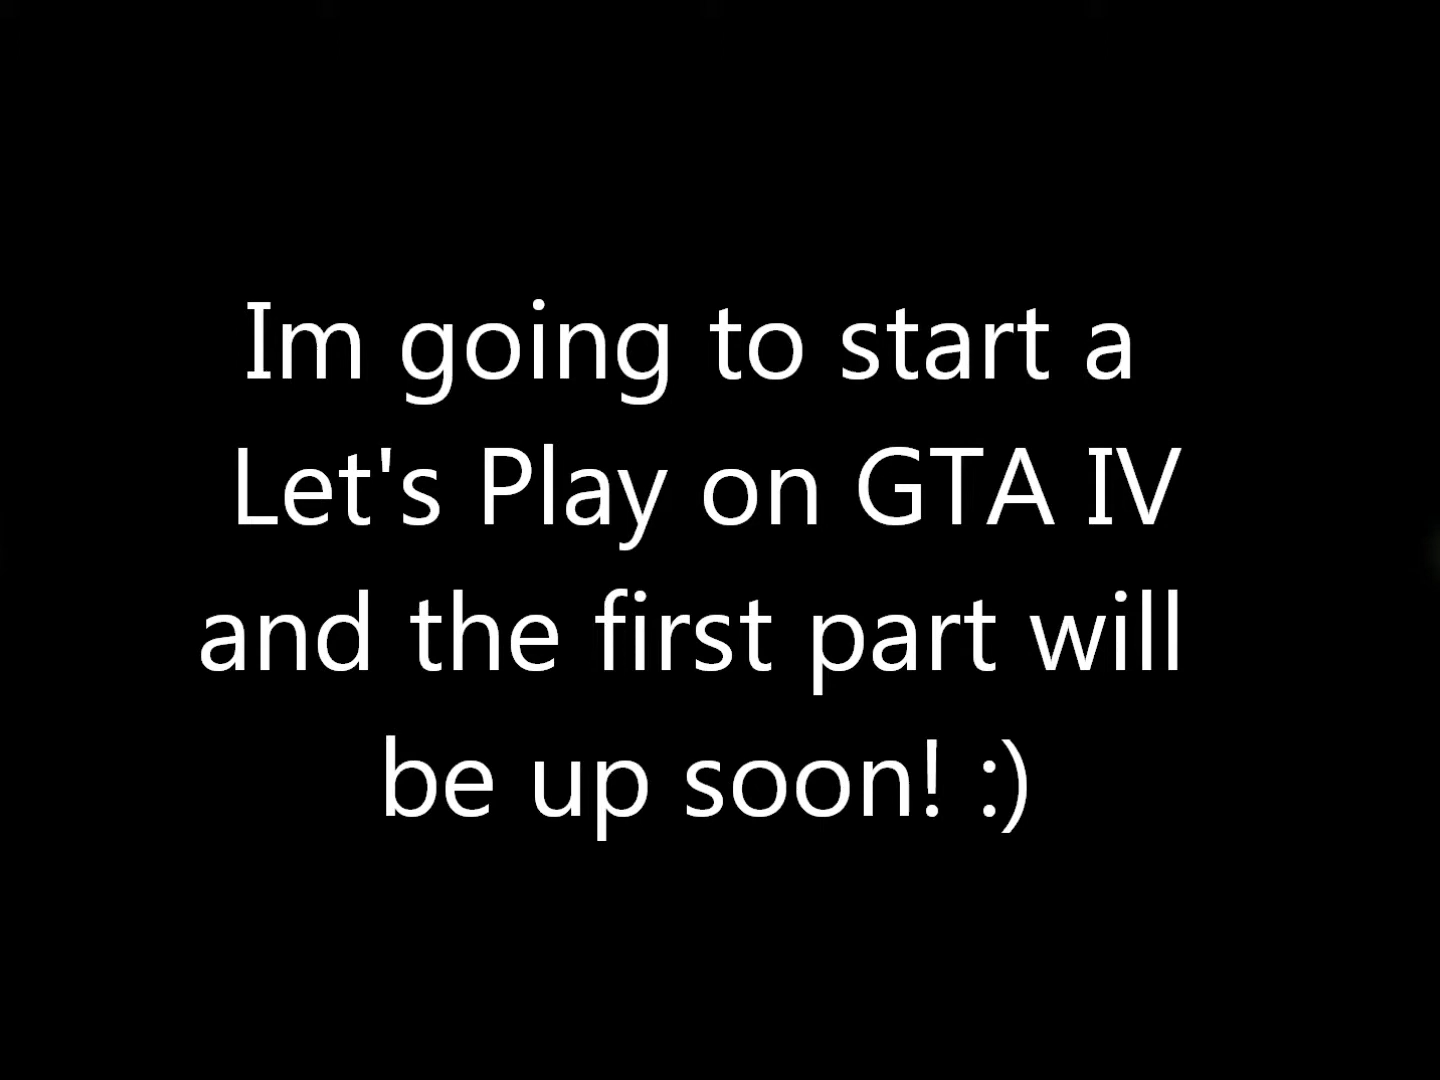 Im going to start a
Let's Play on GTA IV
and the first part will
be up soon! :)